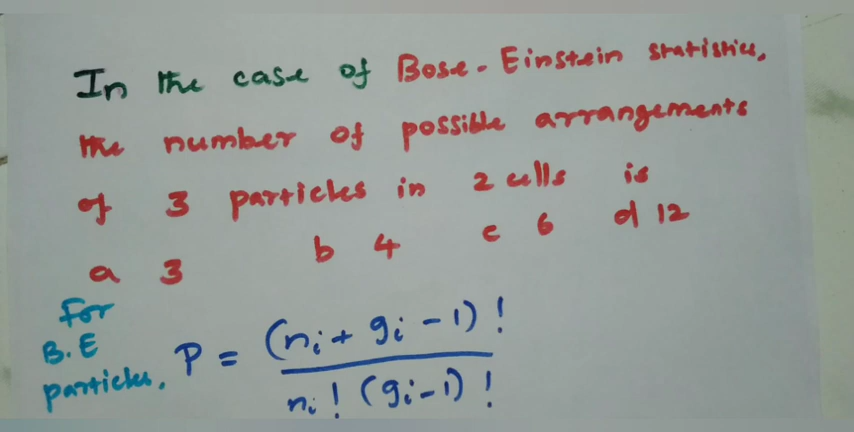 In the case of Bose-Einstein statistics,
the number of possible arrangements
of 3 particles in 2 cells is
a 3 b 4 c 6 d 12
For
B.E
particles, P = (ni + gi - 1)! / ni! (gi-1)!